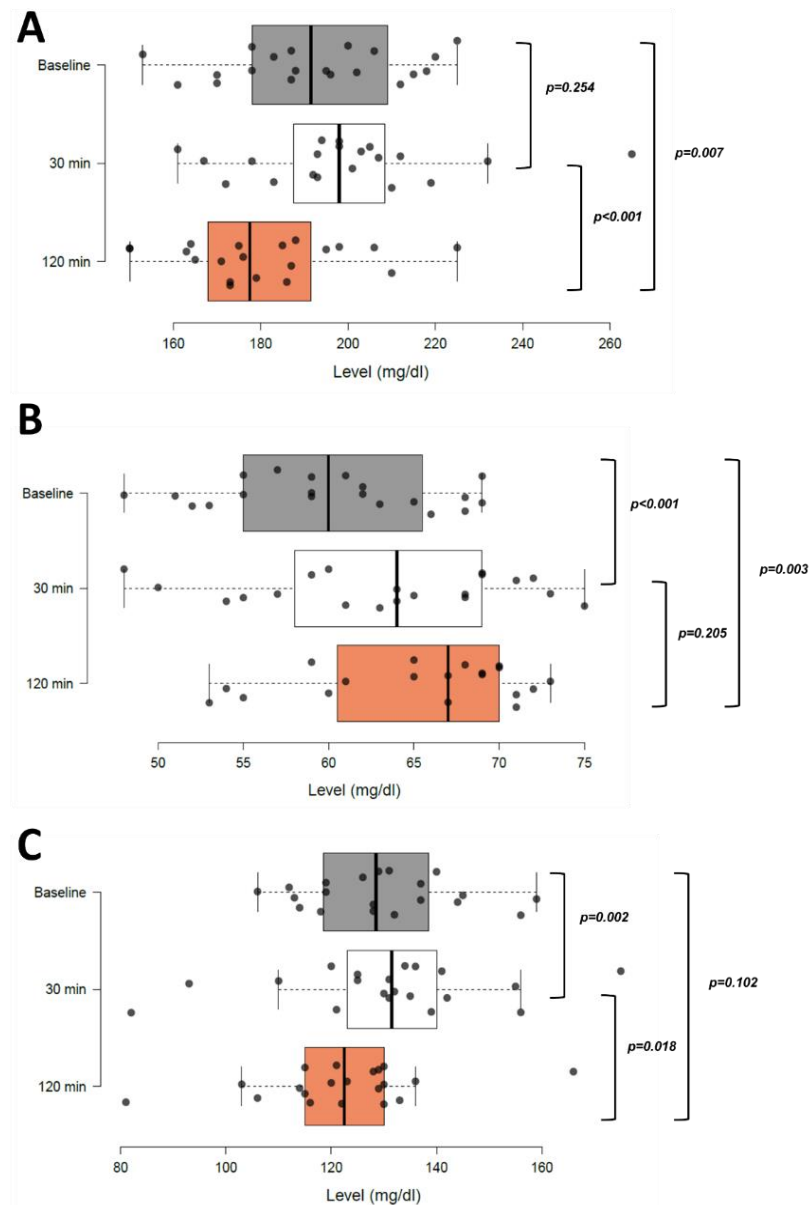 A
Baseline
30 min
120 min
p=0.254
p=0.007
p<0.001
160 180 200 220 240 260
Level (mg/dl)
B
Baseline
30 min
120 min
p<0.001
p=0.003
p=0.205
50 55 60 65 70 75
Level (mg/dl)
C
Baseline
30 min
120 min
p=0.002
p=0.102
p=0.018
80 100 120 140 160
Level (mg/dl)